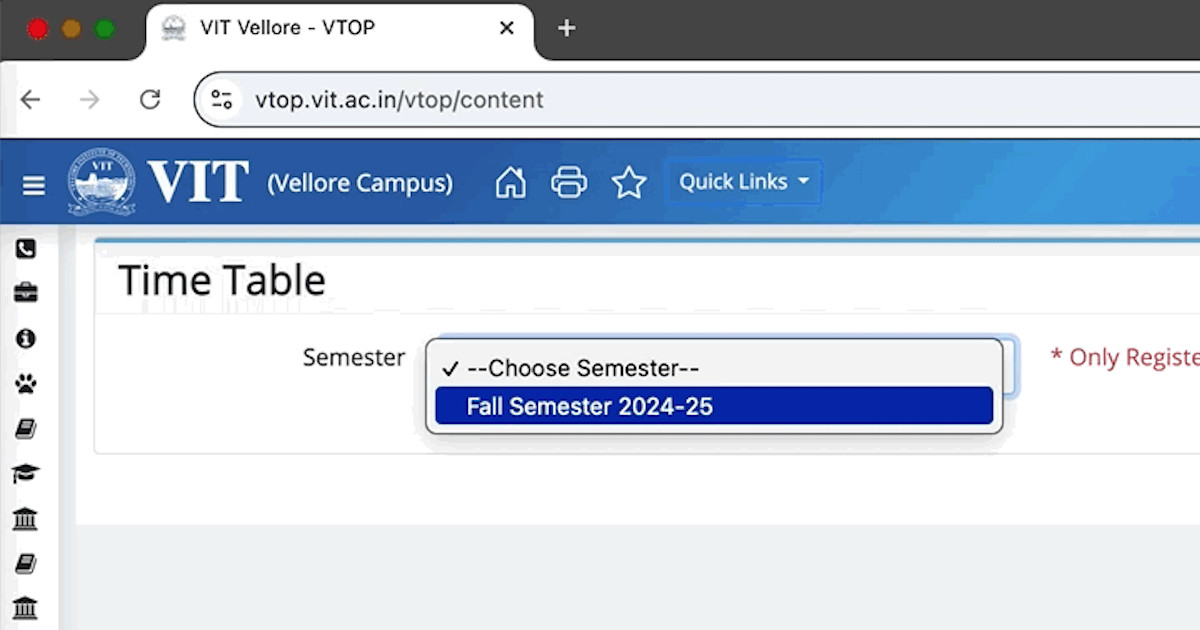 VIT Vellore - VTOP
vtop.vit.ac.in/vtop/content
VIT (Vellore Campus) Quick Links
Time Table
Semester
--Choose Semester--
* Only Registe
Fall Semester 2024-25